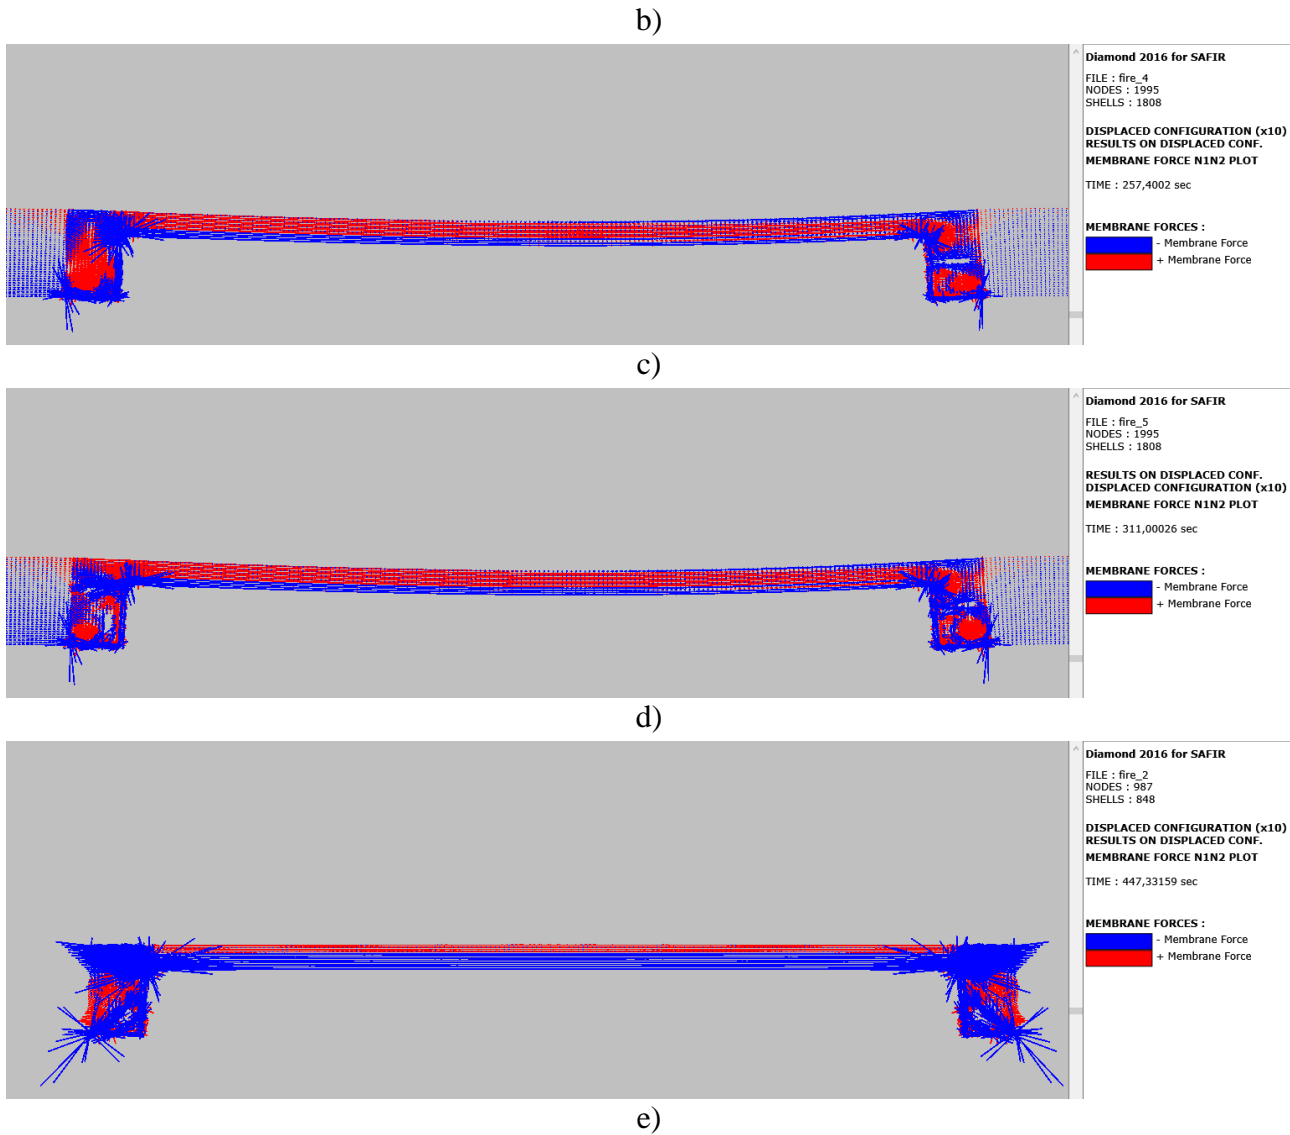 b)
Diamond 2016 for SAFIR
FILE : fire_4
NODES : 1995
SHELLS : 1808
DISPLACED CONFIGURATION (x10)
RESULTS ON DISPLACED CONF.
MEMBRANE FORCE N1N2 PLOT
TIME : 257,4002 sec
MEMBRANE FORCES :
- Membrane Force
+ Membrane Force
c)
Diamond 2016 for SAFIR
FILE : fire_5
NODES : 1995
SHELLS : 1808
RESULTS ON DISPLACED CONF.
DISPLACED CONFIGURATION (x10)
MEMBRANE FORCE N1N2 PLOT
TIME : 311,00026 sec
MEMBRANE FORCES :
- Membrane Force
+ Membrane Force
d)
Diamond 2016 for SAFIR
FILE : fire_2
NODES : 987
SHELLS : 848
DISPLACED CONFIGURATION (x10)
RESULTS ON DISPLACED CONF.
MEMBRANE FORCE N1N2 PLOT
TIME : 447,33159 sec
MEMBRANE FORCES :
- Membrane Force
+ Membrane Force
e)